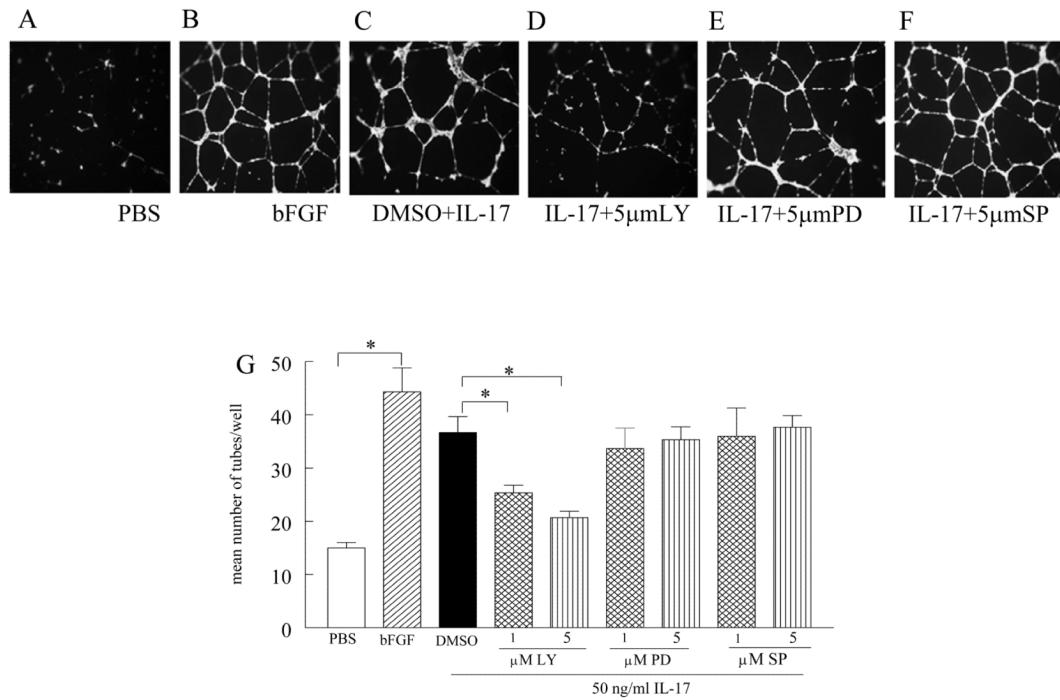 A B C D E F
PBS bFGF DMSO+IL-17 IL-17+5μmLY IL-17+5μmPD IL-17+5μmSP
G
mean number of tubes/well
50
40
30
20
10
0
* * *
PBS bFGF DMSO 1 5 1 5 1 5
μM LY μM PD μM SP
50 ng/ml IL-17